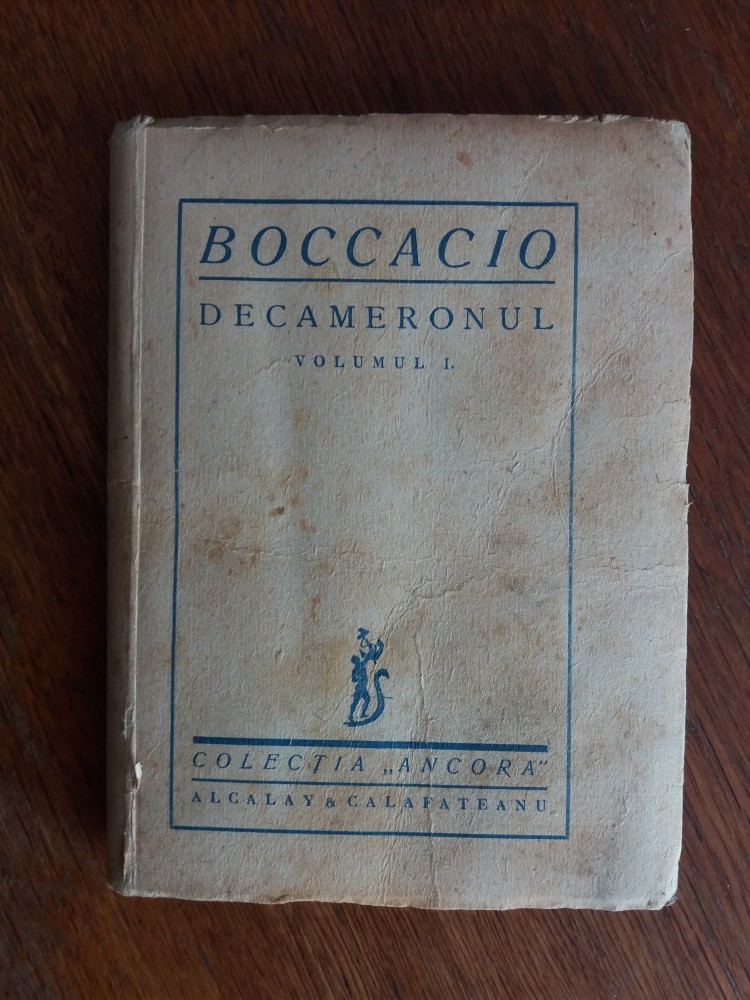 BOCCACIO
DECAMERONUL
VOLUMUL I.
COLECȚIA „ANCORA”
ALCALAY & CALAFATEANU